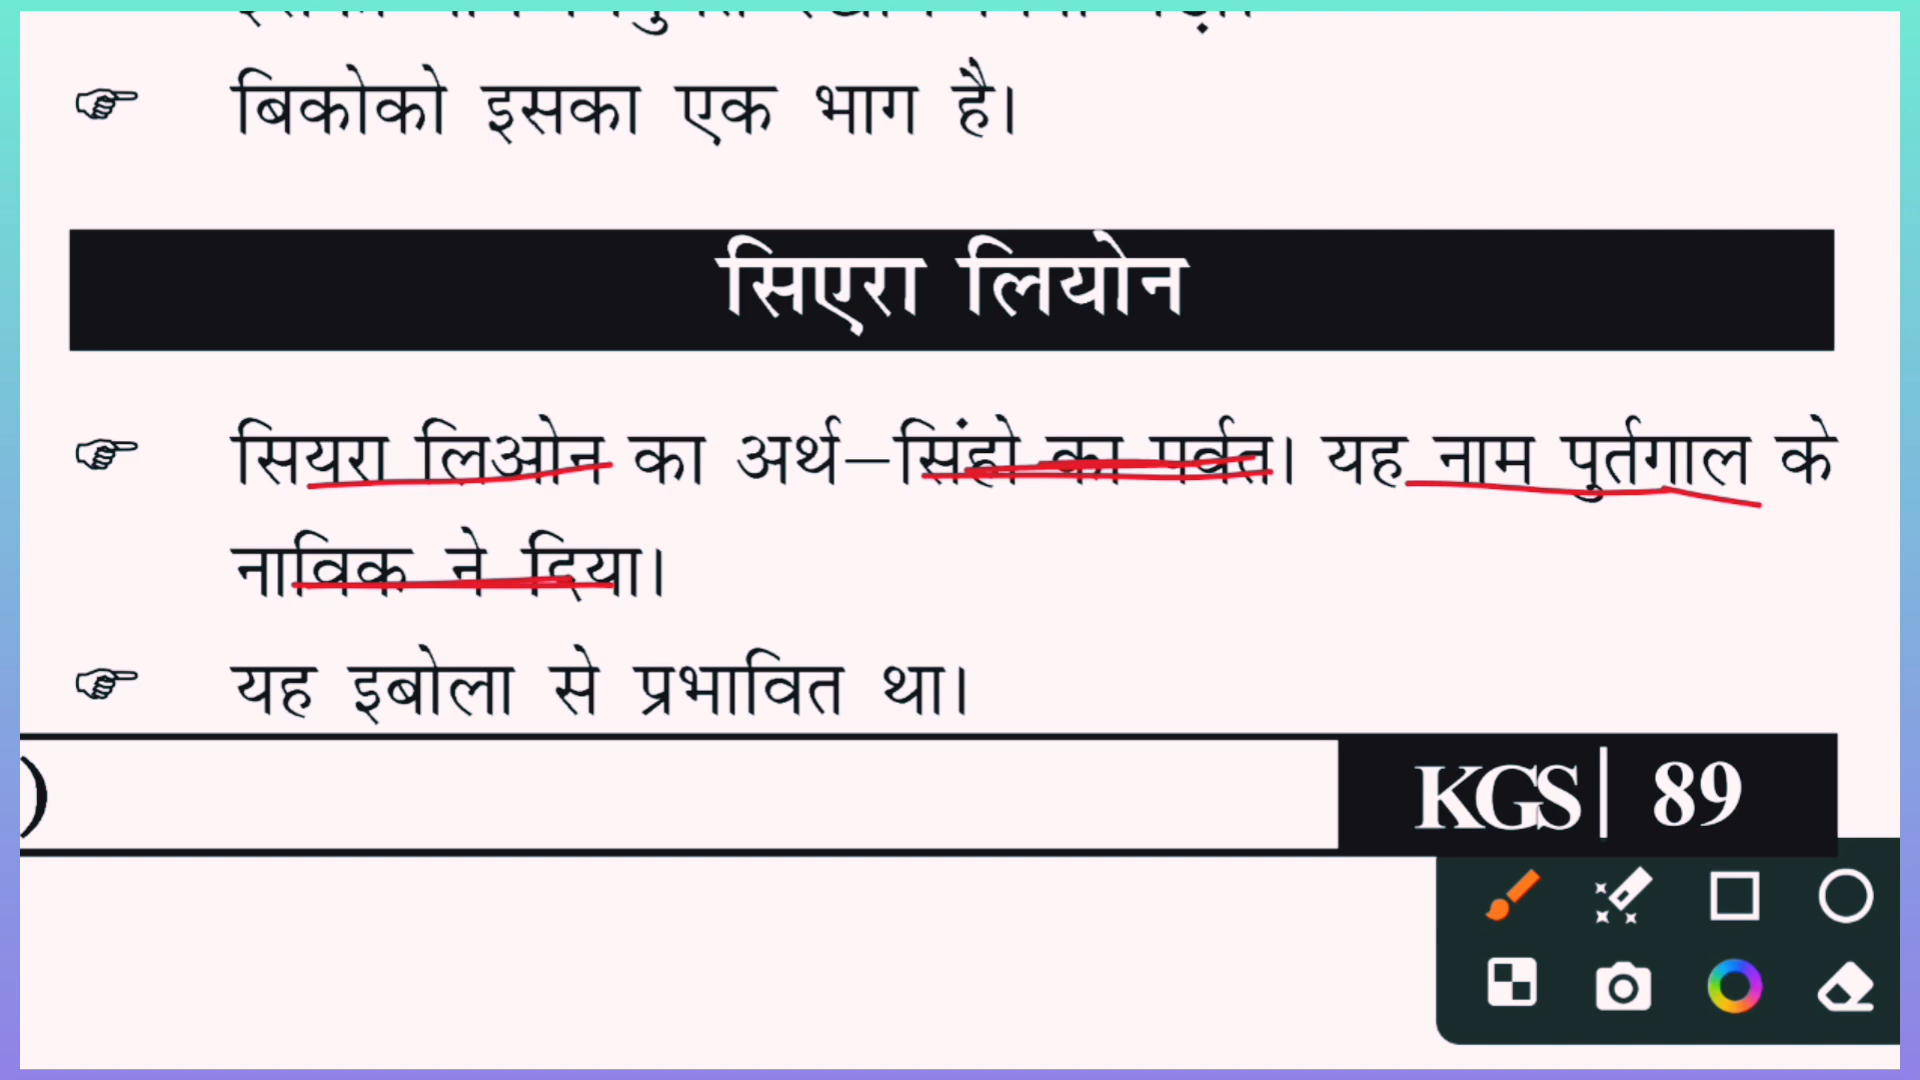 बिकोको इसका एक भाग है।
सिएरा लियोन
☞ सियरा लिओन का अर्थ–सिंहो का पर्वत। यह नाम पुर्तगाल के
नाविक ने दिया।
☞ यह इबोला से प्रभावित था।
)
KGS| 89